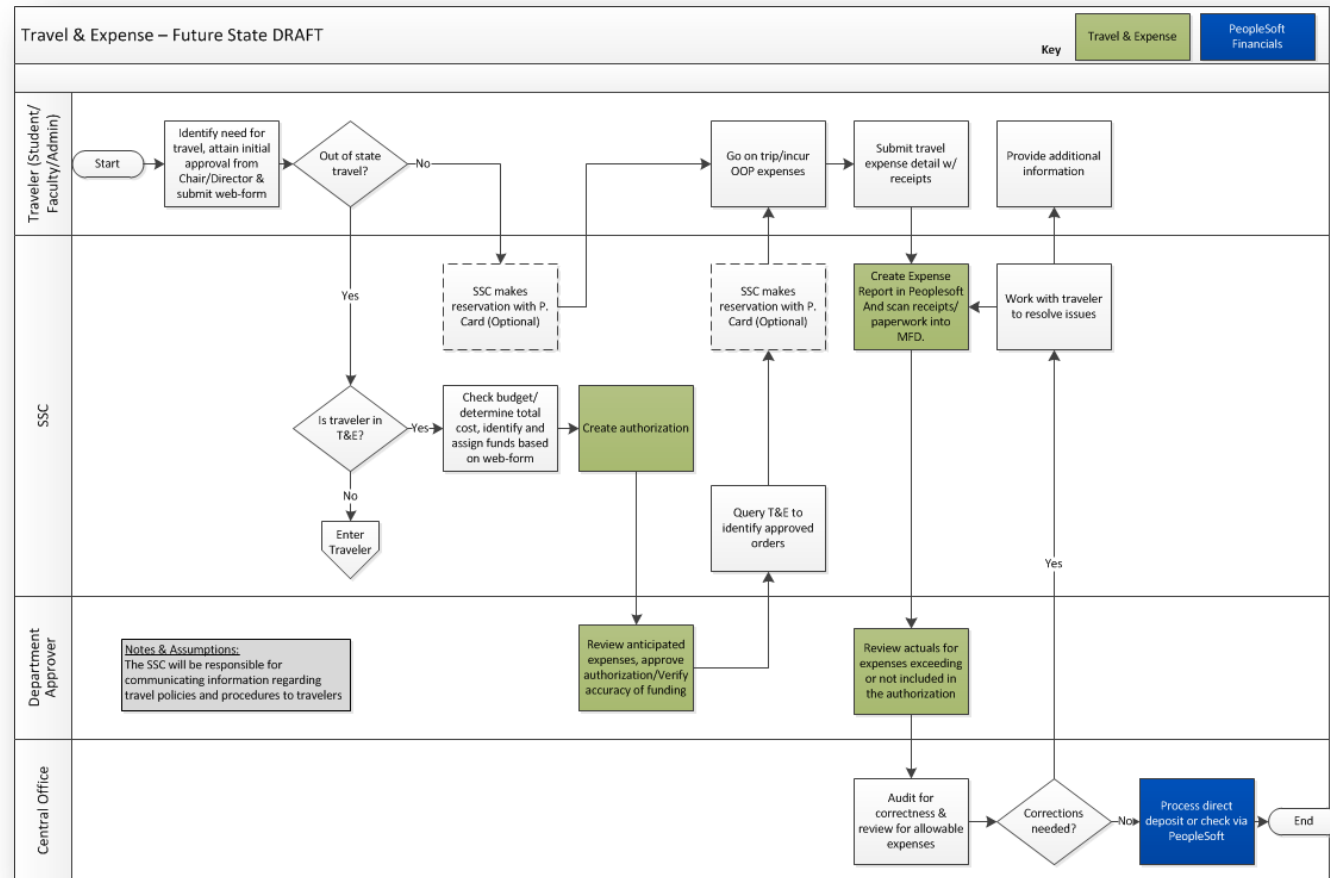 Travel & Expense – Future State DRAFT
Key
Travel & Expense
PeopleSoft
Financials
Traveler (Student/
Faculty/Admin)
Start
Identify need for
travel, attain initial
approval from
Chair/Director &
submit web-form
Out of state
travel?
No
Go on trip/incur
OOP expenses
Submit travel
expense detail w/
receipts
Provide additional
information
SSC
Yes
SSC makes
reservation with P.
Card (Optional)
SSC makes
reservation with P.
Card (Optional)
Create Expense
Report in Peoplesoft
And scan receipts/
paperwork into
MFD.
Work with traveler
to resolve issues
Is traveler in
T&E?
Yes
Check budget/
determine total
cost, identify and
assign funds based
on web-form
Create authorization
No
Enter
Traveler
Query T&E to
identify approved
orders
Yes
Department
Approver
Notes & Assumptions:
The SSC will be responsible for
communicating information regarding
travel policies and procedures to travelers
Review anticipated
expenses, approve
authorization/Verify
accuracy of funding
Review actuals for
expenses exceeding
or not included in
the authorization
Central Office
Audit for
correctness &
review for allowable
expenses
Corrections
needed?
No
Process direct
deposit or check via
PeopleSoft
End